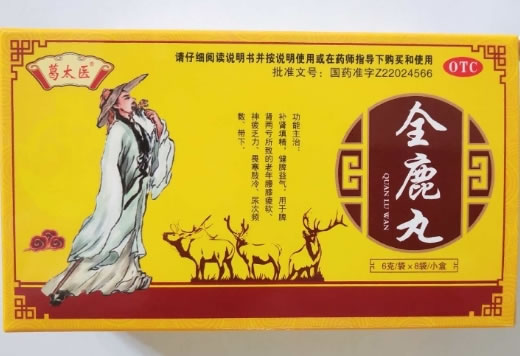 葛太医
请仔细阅读说明书并按说明使用或在药师指导下购买和使用
批准文号：国药准字Z22024566
OTC
全鹿丸
QUAN LU WAN
功能主治：
补肾填精，健脾益气。用于脾
肾两亏所致的老年腰膝痠软、
神疲乏力、畏寒肢冷、尿次频
数、带下。
6克/袋×8袋/小盒